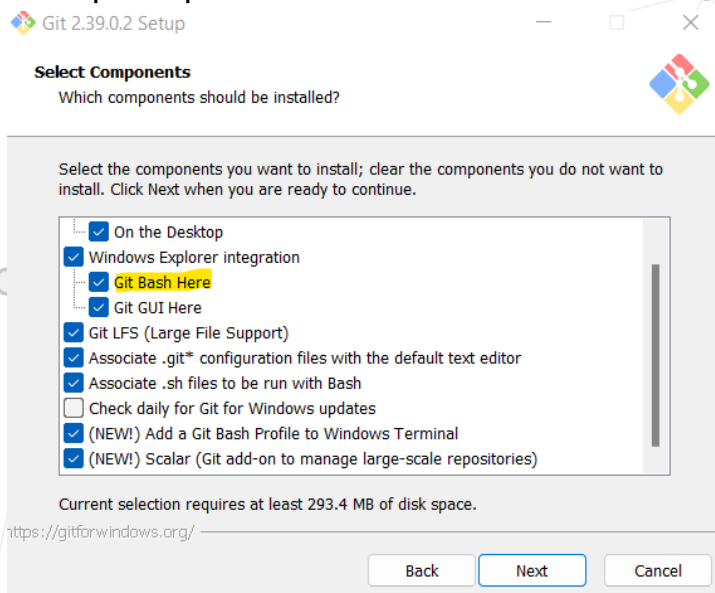 Git 2.39.0.2 Setup
Select Components
Which components should be installed?
Select the components you want to install; clear the components you do not want to
install. Click Next when you are ready to continue.
On the Desktop
Windows Explorer integration
Git Bash Here
Git GUI Here
Git LFS (Large File Support)
Associate .git* configuration files with the default text editor
Associate .sh files to be run with Bash
Check daily for Git for Windows updates
(NEW!) Add a Git Bash Profile to Windows Terminal
(NEW!) Scalar (Git add-on to manage large-scale repositories)
Current selection requires at least 293.4 MB of disk space.
https://gitforwindows.org/
Back Next Cancel